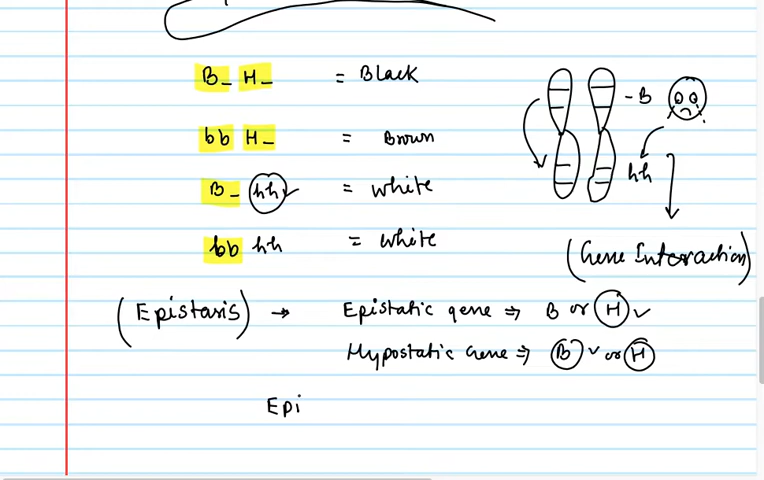 B_ H_ = Black
bb H_ = Brown
B_ hh = white
bb hh = white
- B
hh
(Gene Interaction)
(Epistasis) → Epistatic gene ⇒ B or H ✓
Hypostatic Gene ⇒ B ✓ or H
Epi